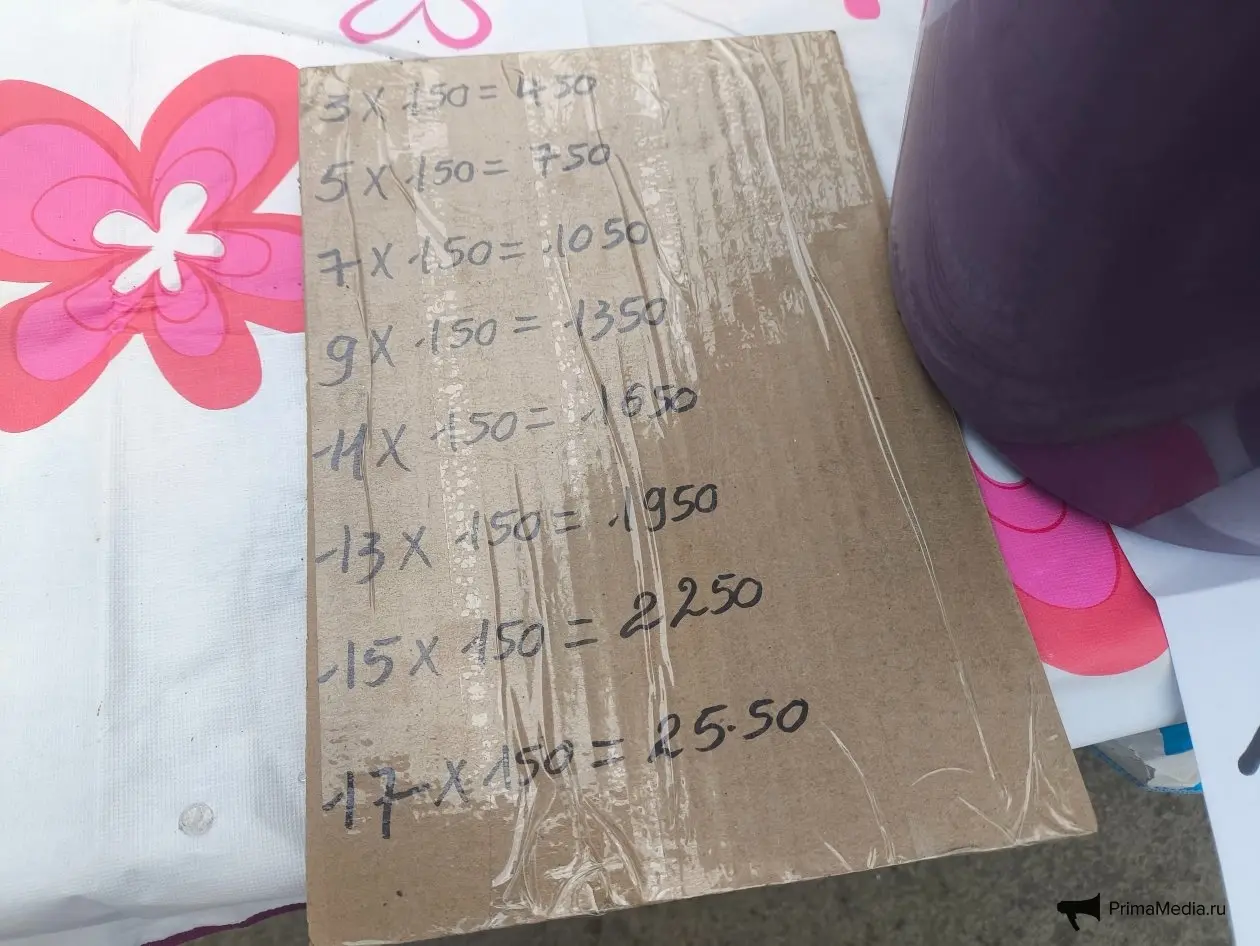 3 X 150 = 450
5 X 150 = 750
7 X 150 = 1050
9 X 150 = 1350
11 X 150 = 1650
13 X 150 = 1950
15 X 150 = 2250
17 X 150 = 25.50
PrimaMedia.ru